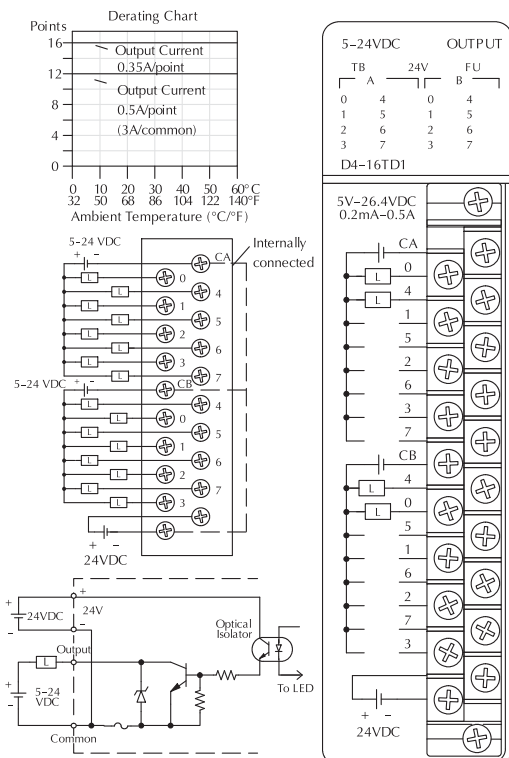 Derating Chart
Points
16
12
8
4
0
Output Current
0.35A/point
Output Current
0.5A/point
(3A/common)
0 10 20 30 40 50 60°C
32 50 68 86 104 122 140°F
Ambient Temperature (°C/°F)
5-24 VDC
+ -
CA
Internally
connected
L 0
L 4
L 1
L 5
L 2
L 6
L 3
L 7
5-24 VDC + -
CB
L 4
L 0
L 5
L 1
L 6
L 2
L 7
L 3
+ -
24VDC
+
24VDC
-
+
24V
-
Output
L
+
5-24
VDC
-
Common
Optical
Isolator
To LED
5-24VDC OUTPUT
TB 24V FU
A B
0 4 0 4
1 5 1 5
2 6 2 6
3 7 3 7
D4-16TD1
5V-26.4VDC
0.2mA-0.5A
CA
L 0
L 4
1
5
2
6
3
7
CB
L 4
L 0
5
1
6
2
7
3
+ -
24VDC